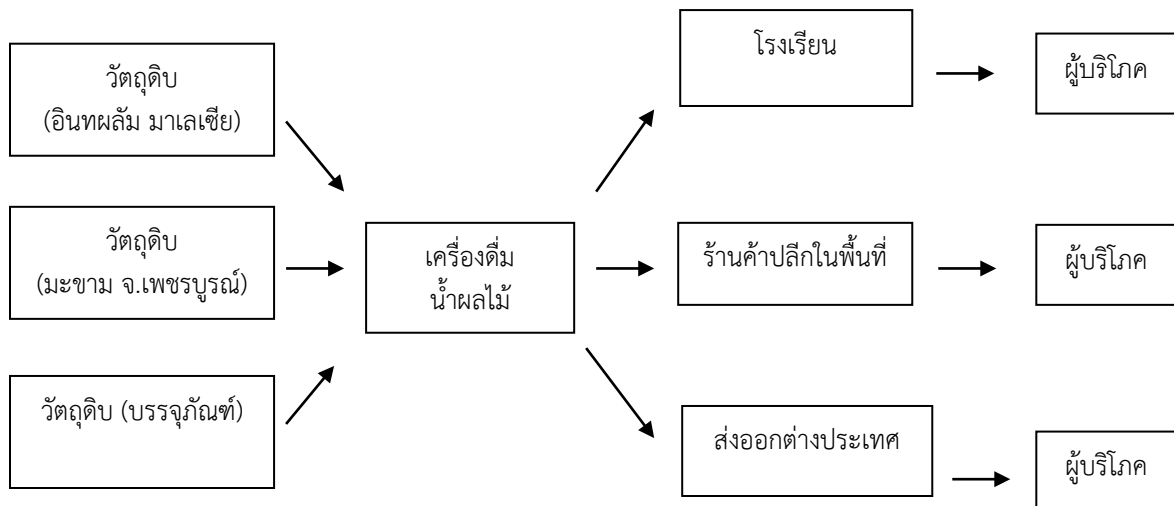 วัตถุดิบ
(อินทผลัม มาเลเซีย)
วัตถุดิบ
(มะขาม จ.เพชรบูรณ์)
วัตถุดิบ (บรรจุภัณฑ์)
เครื่องดื่ม
น้ำผลไม้
โรงเรียน
ผู้บริโภค
ร้านค้าปลีกในพื้นที่
ผู้บริโภค
ส่งออกต่างประเทศ
ผู้บริโภค